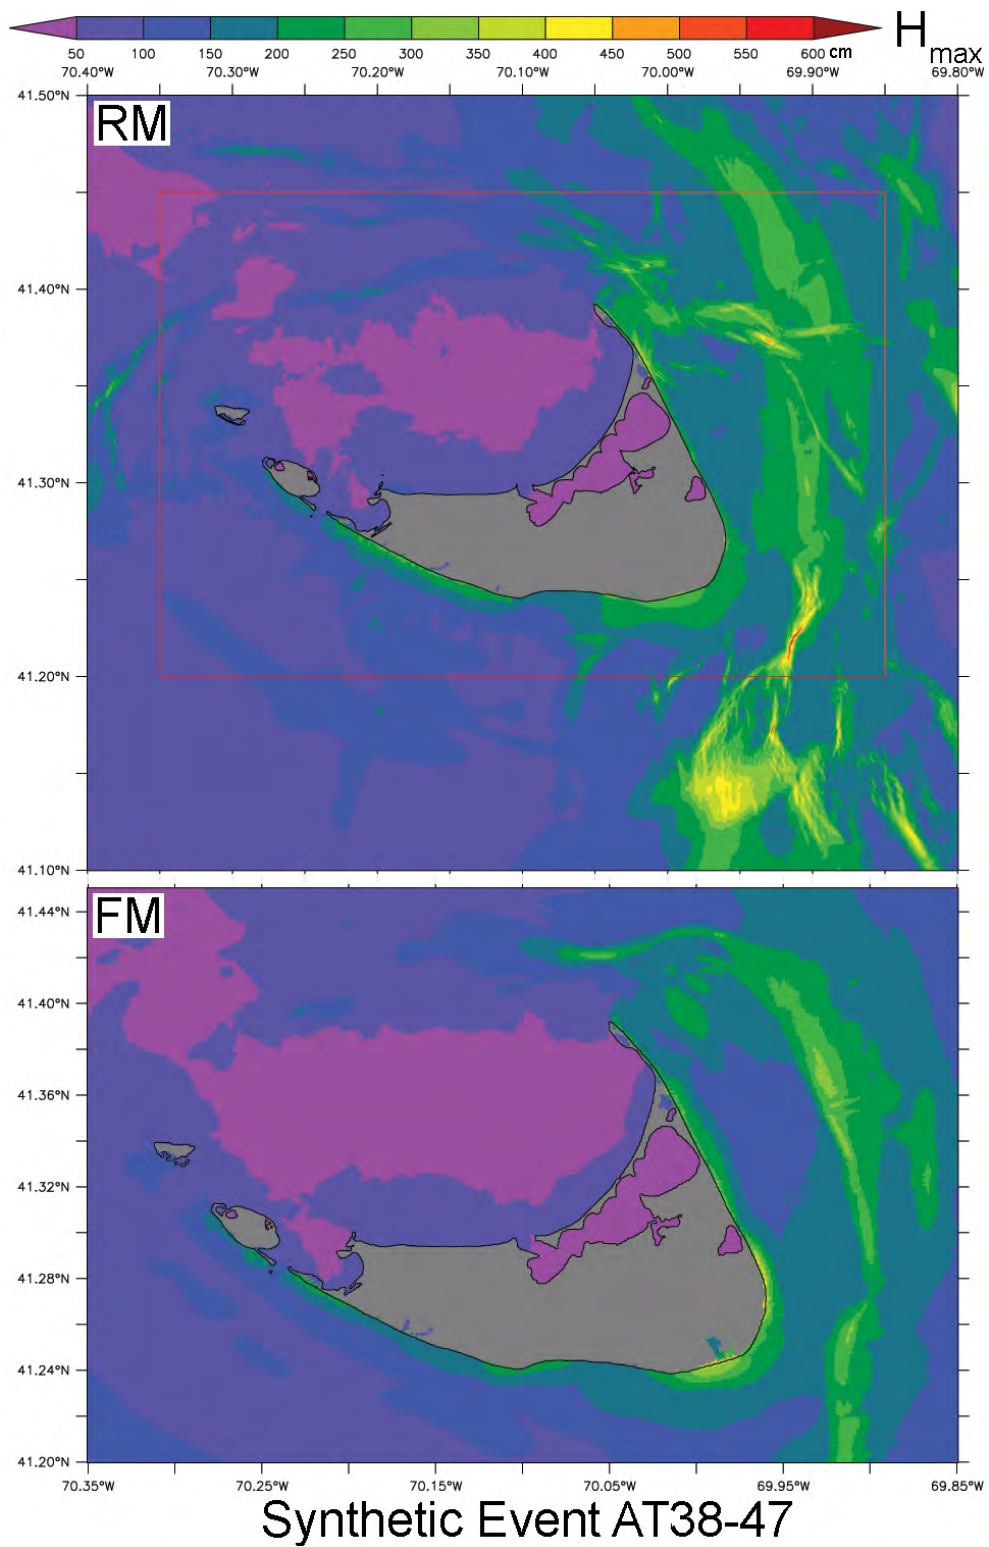 50 100 150 200 250 300 350 400 450 500 550 600 cm
Hmax
70.40°W 70.30°W 70.20°W 70.10°W 70.00°W 69.90°W 69.80°W
41.50°N
RM
41.40°N
41.30°N
41.20°N
41.10°N
FM
41.44°N
41.40°N
41.36°N
41.32°N
41.28°N
41.24°N
41.20°N
70.35°W 70.25°W 70.15°W 70.05°W 69.95°W 69.85°W
Synthetic Event AT38-47